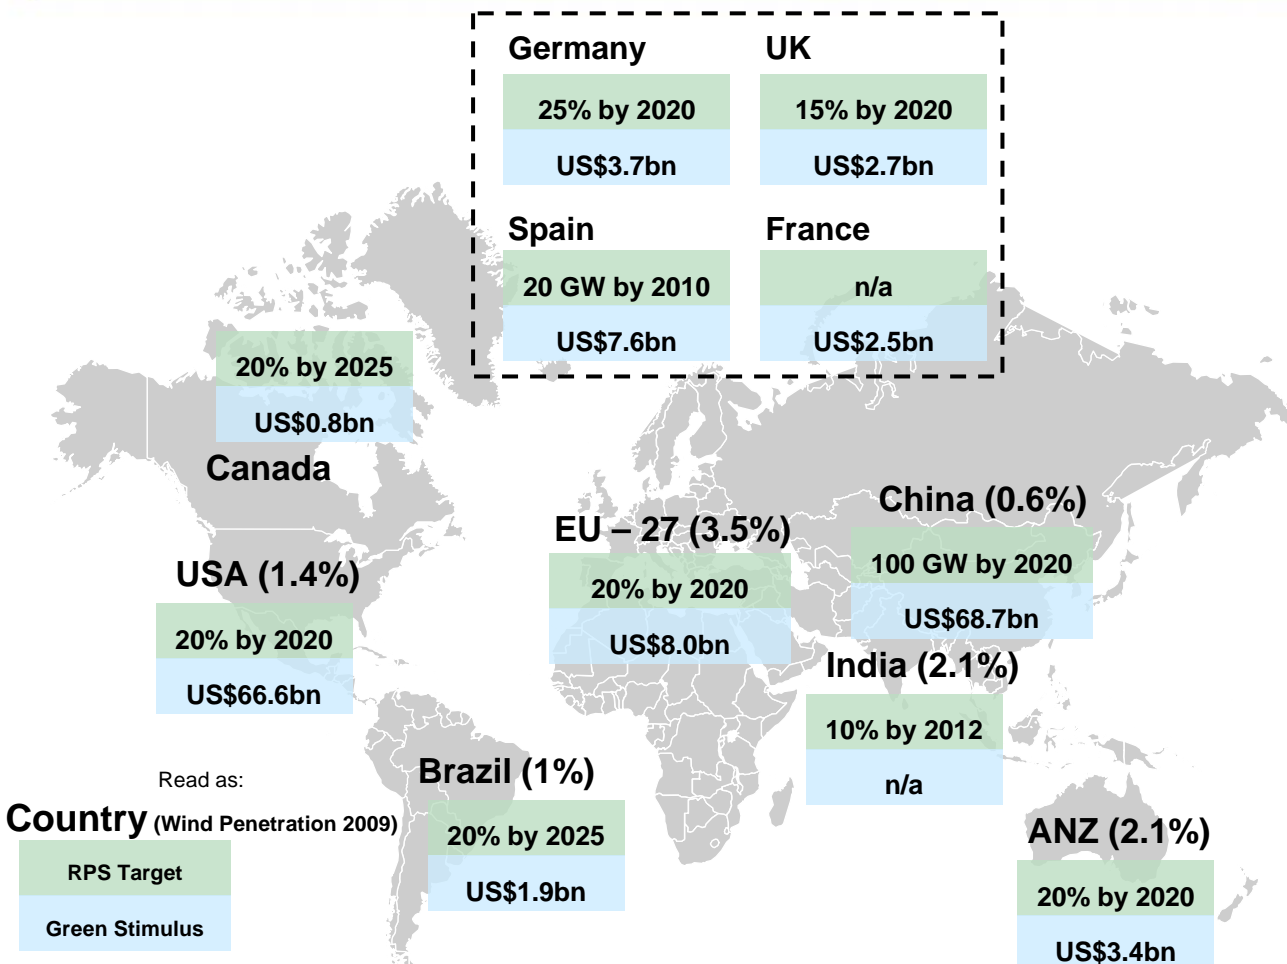 Germany
25% by 2020
US$3.7bn
UK
15% by 2020
US$2.7bn
Spain
20 GW by 2010
US$7.6bn
France
n/a
US$2.5bn
20% by 2025
US$0.8bn
Canada
USA (1.4%)
20% by 2020
US$66.6bn
EU – 27 (3.5%)
20% by 2020
US$8.0bn
China (0.6%)
100 GW by 2020
US$68.7bn
India (2.1%)
10% by 2012
n/a
Brazil (1%)
20% by 2025
US$1.9bn
ANZ (2.1%)
20% by 2020
US$3.4bn
Read as:
Country (Wind Penetration 2009)
RPS Target
Green Stimulus